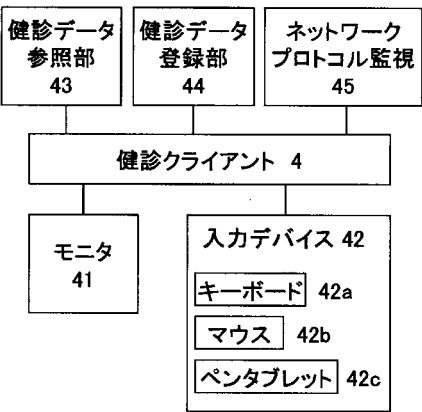 健診データ
参照部
43
健診データ
登録部
44
ネットワーク
プロトコル監視
45
健診クライアント 4
モニタ
41
入力デバイス 42
キーボード 42a
マウス 42b
ペンタブレット 42c